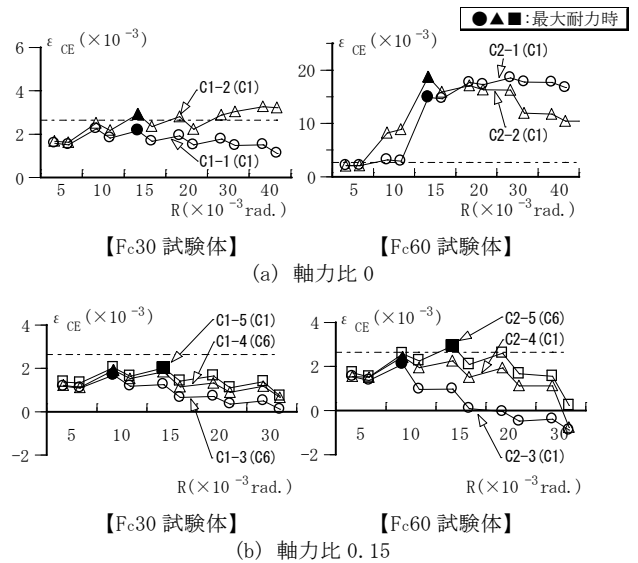 ●▲■:最大耐力時
ε CE (×10⁻³)
6
4
2
0
C1-2(C1)
C1-1(C1)
5 10 15 20 30 40
R(×10⁻³rad.)
【Fc30 試験体】
ε CE (×10⁻³)
20
10
0
C2-1(C1)
C2-2(C1)
5 10 15 20 30 40
R(×10⁻³rad.)
【Fc60 試験体】
(a) 軸力比 0
ε CE (×10⁻³)
4
2
0
-2
C1-5(C1)
C1-4(C6)
C1-3(C6)
5 10 15 20 30
R(×10⁻³rad.)
【Fc30 試験体】
ε CE (×10⁻³)
4
2
0
-2
C2-5(C6)
C2-4(C1)
C2-3(C1)
5 10 15 20 30
R(×10⁻³rad.)
【Fc60 試験体】
(b) 軸力比 0.15